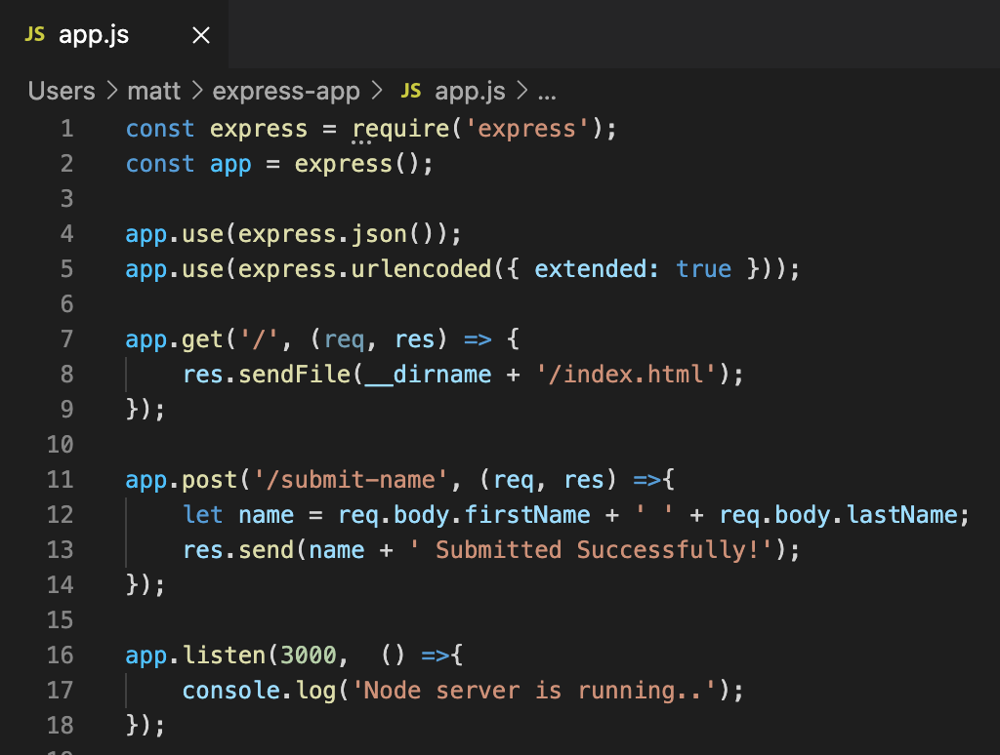 JS app.js ×
Users > matt > express-app > JS app.js > ...
1 const express = require('express');
2 const app = express();
3
4 app.use(express.json());
5 app.use(express.urlencoded({ extended: true }));
6
7 app.get('/', (req, res) => {
8     res.sendFile(__dirname + '/index.html');
9 });
10
11 app.post('/submit-name', (req, res) =>{
12     let name = req.body.firstName + ' ' + req.body.lastName;
13     res.send(name + ' Submitted Successfully!');
14 });
15
16 app.listen(3000,  () =>{
17     console.log('Node server is running..');
18 });